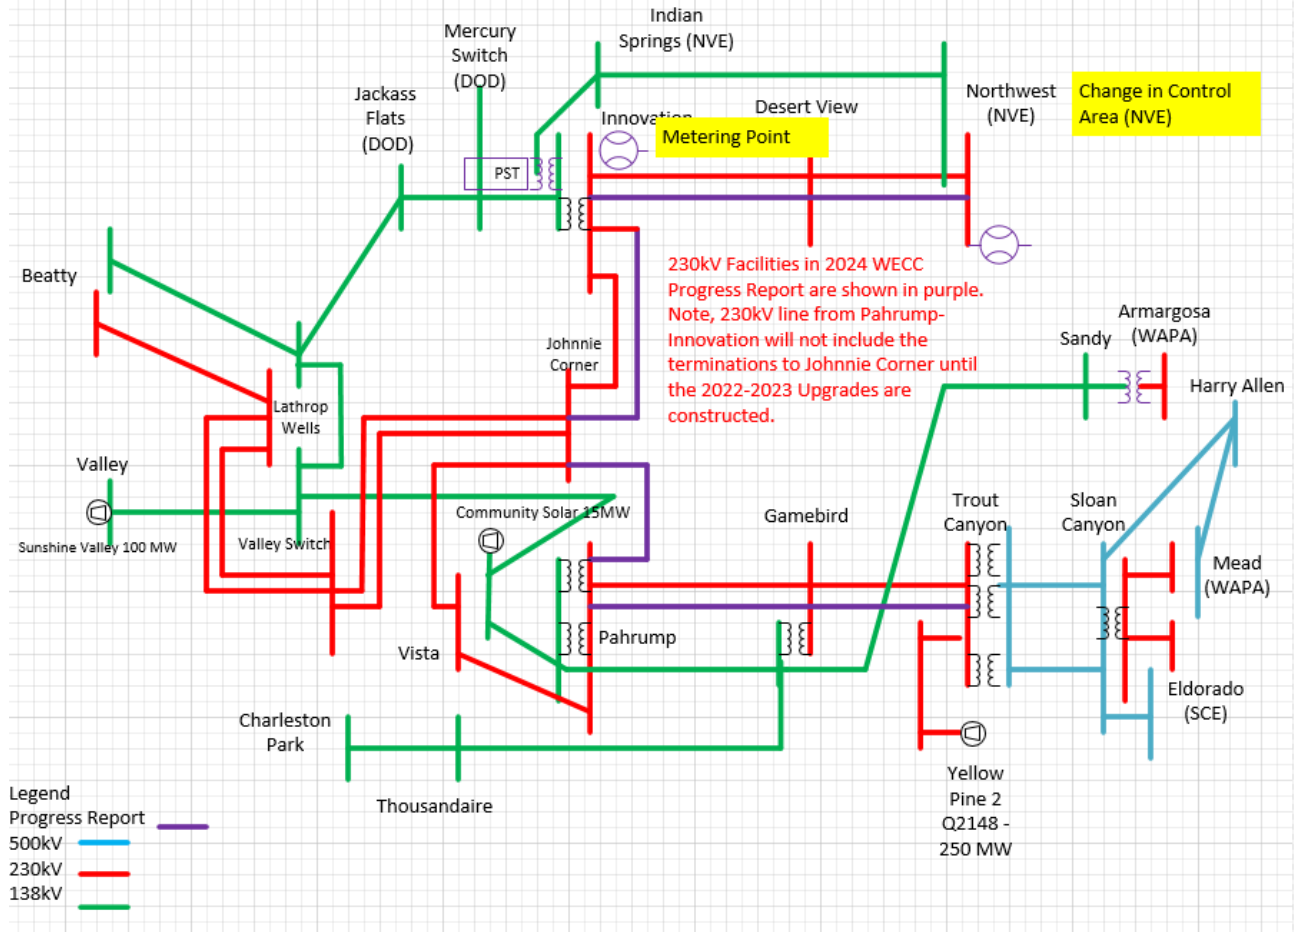 Indian
Springs (NVE)
Mercury
Switch
(DOD)
Jackass
Flats
(DOD)
Innovation
Metering Point
Desert View
Northwest
(NVE)
Change in Control
Area (NVE)
PST
Beatty
230kV Facilities in 2024 WECC
Progress Report are shown in purple.
Note, 230kV line from Pahrump-
Innovation will not include the
terminations to Johnnie Corner until
the 2022-2023 Upgrades are
constructed.
Johnnie
Corner
Armargosa
(WAPA)
Sandy
Harry Allen
Lathrop
Wells
Valley
Sunshine Valley 100 MW
Valley Switch
Community Solar 15MW
Gamebird
Trout
Canyon
Sloan
Canyon
Mead
(WAPA)
Pahrump
Vista
Eldorado
(SCE)
Charleston
Park
Thousandaire
Yellow
Pine 2
Q2148 -
250 MW
Legend
Progress Report
500kV
230kV
138kV